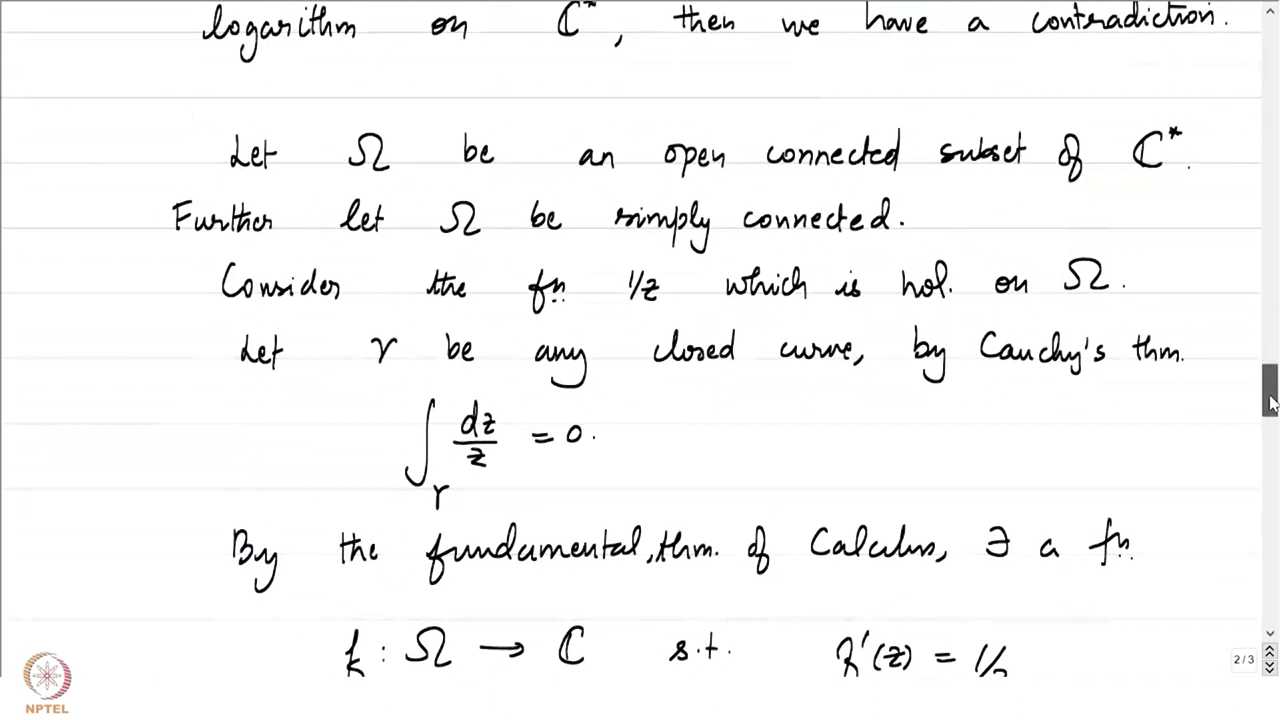 logarithm on ℂ*, then we have a contradiction.
Let Ω be an open connected subset of ℂ*.
Further let Ω be simply connected.
Consider the fn. 1/z which is hol. on Ω.
Let γ be any closed curve, by Cauchy's thm.
∫_γ dz/z = 0.
By the fundamental thm. of Calculus, ∃ a fn.
: Ω → ℂ s.t. '(z) = 1/
2/3
NPTEL